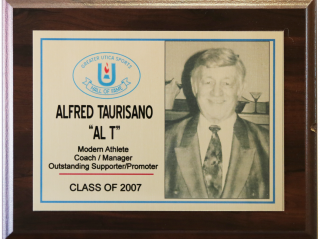 GREATER UTICA SPORTS
HALL OF FAME
ALFRED TAURISANO
"AL T"
Modern Athlete
Coach / Manager
Outstanding Supporter/Promoter
CLASS OF 2007